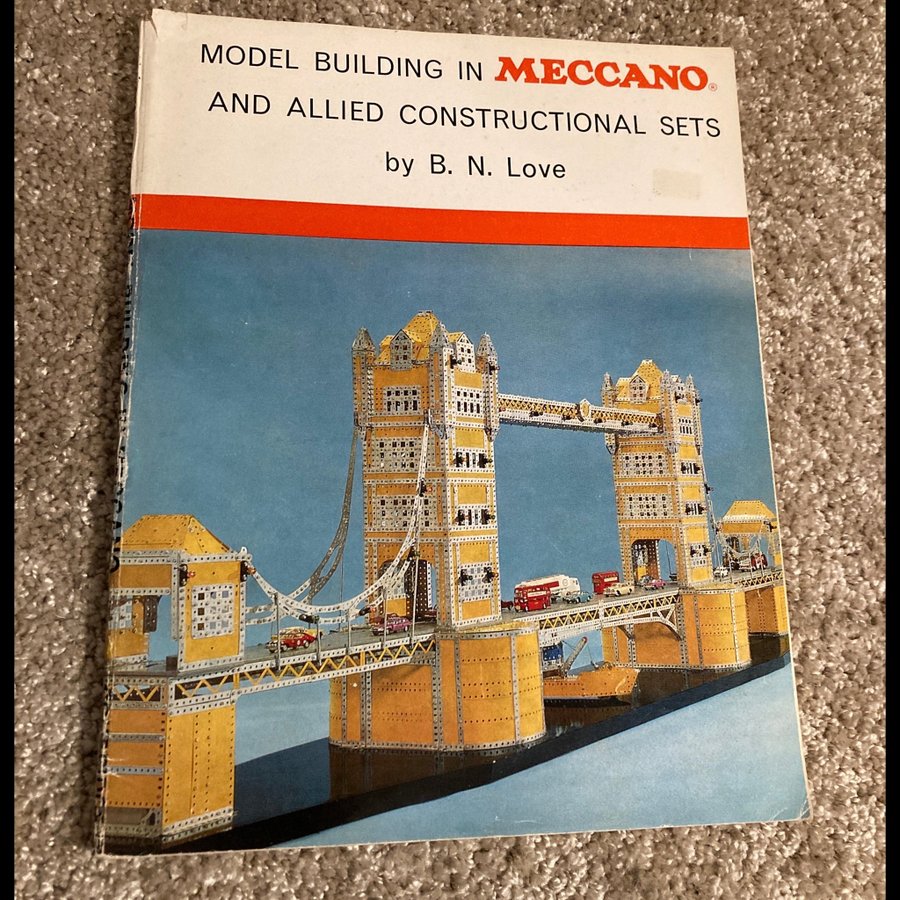 MODEL BUILDING IN MECCANO®
AND ALLIED CONSTRUCTIONAL SETS
by B. N. Love